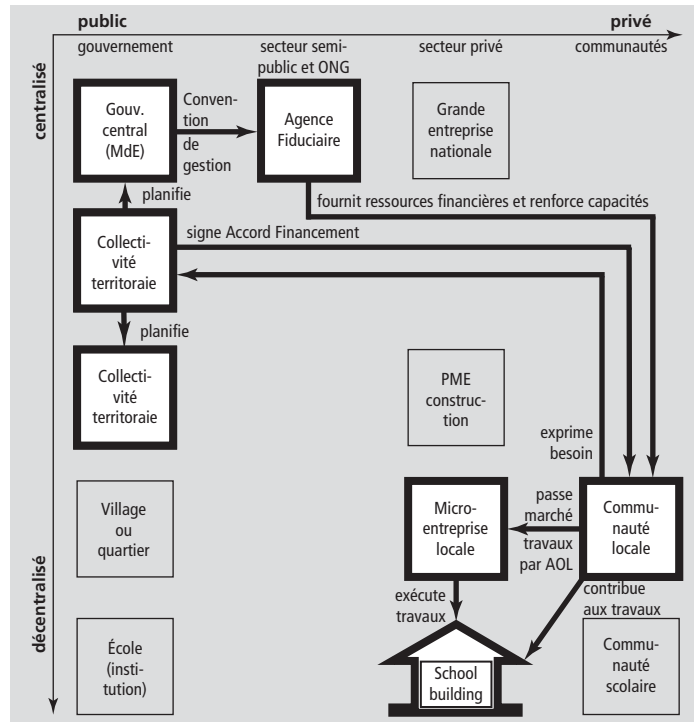 public
privé
gouvernement
secteur semi-
public et ONG
secteur privé
communautés
centralisé
décentralisé
Gouv.
central
(MdE)
Conven-
tion
de
gestion
Agence
Fiduciaire
Grande
entreprise
nationale
planifie
fournit ressources financières et renforce capacités
Collecti-
vité
territoraie
signe Accord Financement
planifie
Collecti-
vité
territoraie
PME
construc-
tion
exprime
besoin
Village
ou
quartier
Micro-
entreprise
locale
passe
marché
travaux
par AOL
Commu-
nauté
locale
exécute
travaux
contribue
aux travaux
École
(insti-
tution)
School
building
Commu-
nauté
scolaire